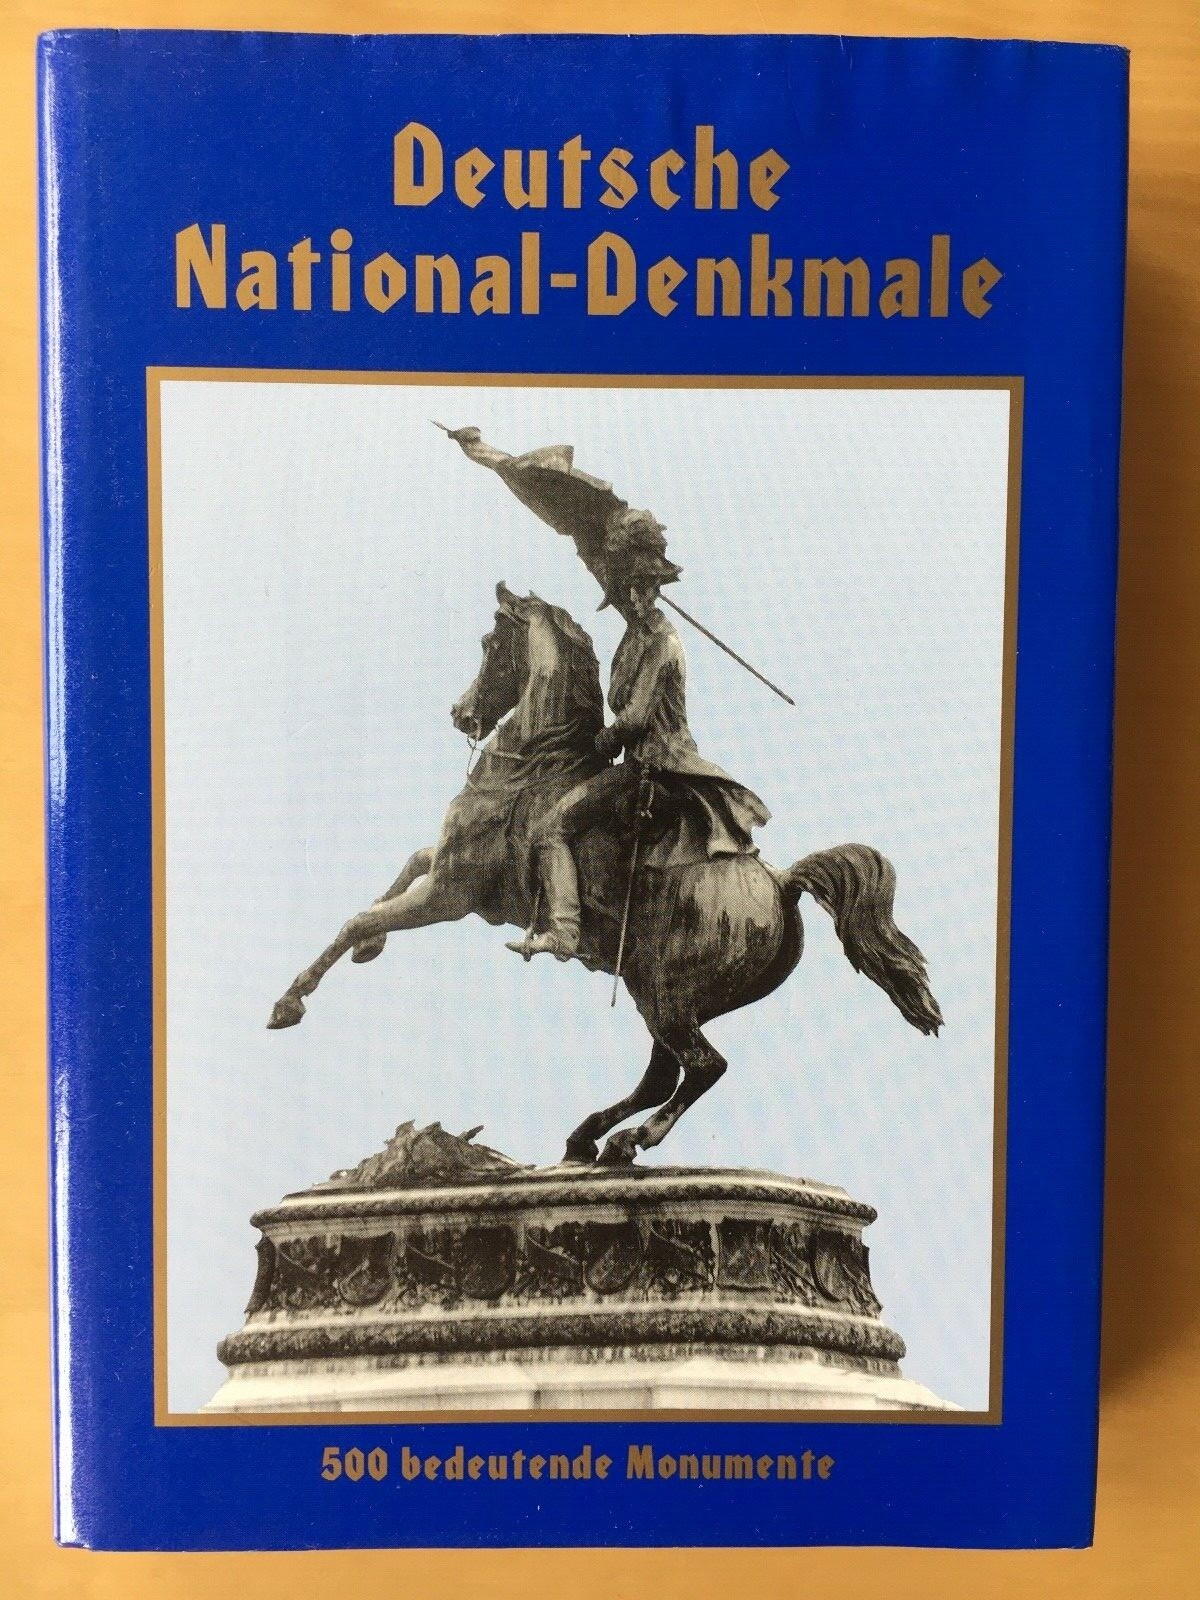 Deutsche
National-Denkmale
500 bedeutende Monumente